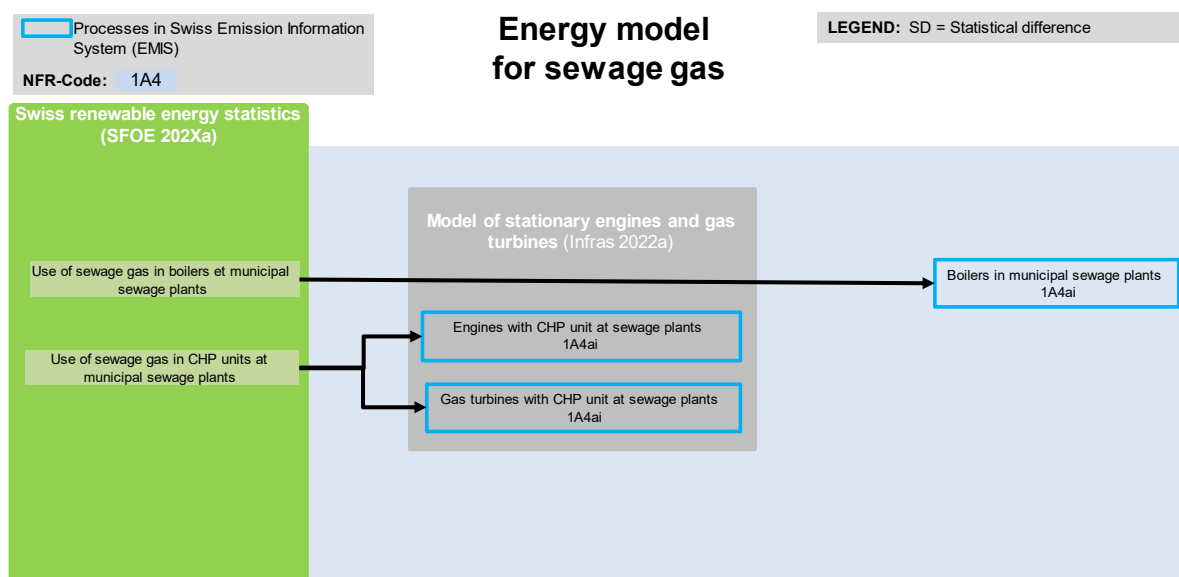 Processes in Swiss Emission Information
System (EMIS)
NFR-Code: 1A4
Energy model
for sewage gas
LEGEND: SD = Statistical difference
Swiss renewable energy statistics
(SFOE 202Xa)
Model of stationary engines and gas
turbines (Infras 2022a)
Use of sewage gas in boilers et municipal
sewage plants
Boilers in municipal sewage plants
1A4ai
Engines with CHP unit at sewage plants
1A4ai
Use of sewage gas in CHP units at
municipal sewage plants
Gas turbines with CHP unit at sewage plants
1A4ai